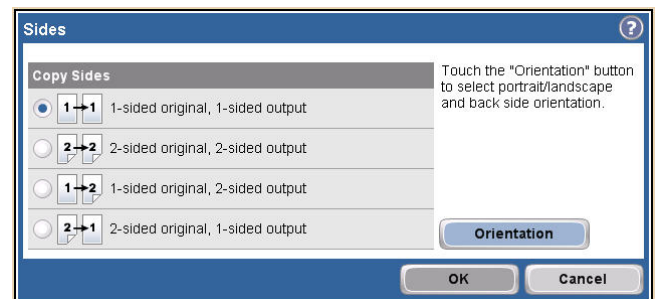 Sides
?
Copy Sides
1→1 1-sided original, 1-sided output
2→2 2-sided original, 2-sided output
1→2 1-sided original, 2-sided output
2→1 2-sided original, 1-sided output
Touch the "Orientation" button
to select portrait/landscape
and back side orientation.
Orientation
OK
Cancel